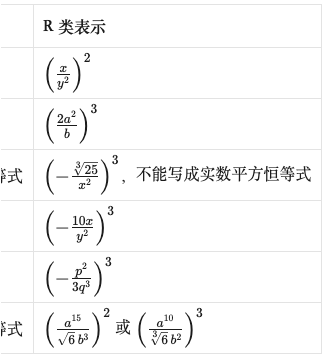 R 类表示
(x/y²)²
(2a²/b)³
等式 (−∛25/x²)³，不能写成实数平方恒等式
(−10x/y²)³
(−p²/3q³)³
等式 (a¹⁵/√6 b³)² 或 (a¹⁰/∛6 b²)³